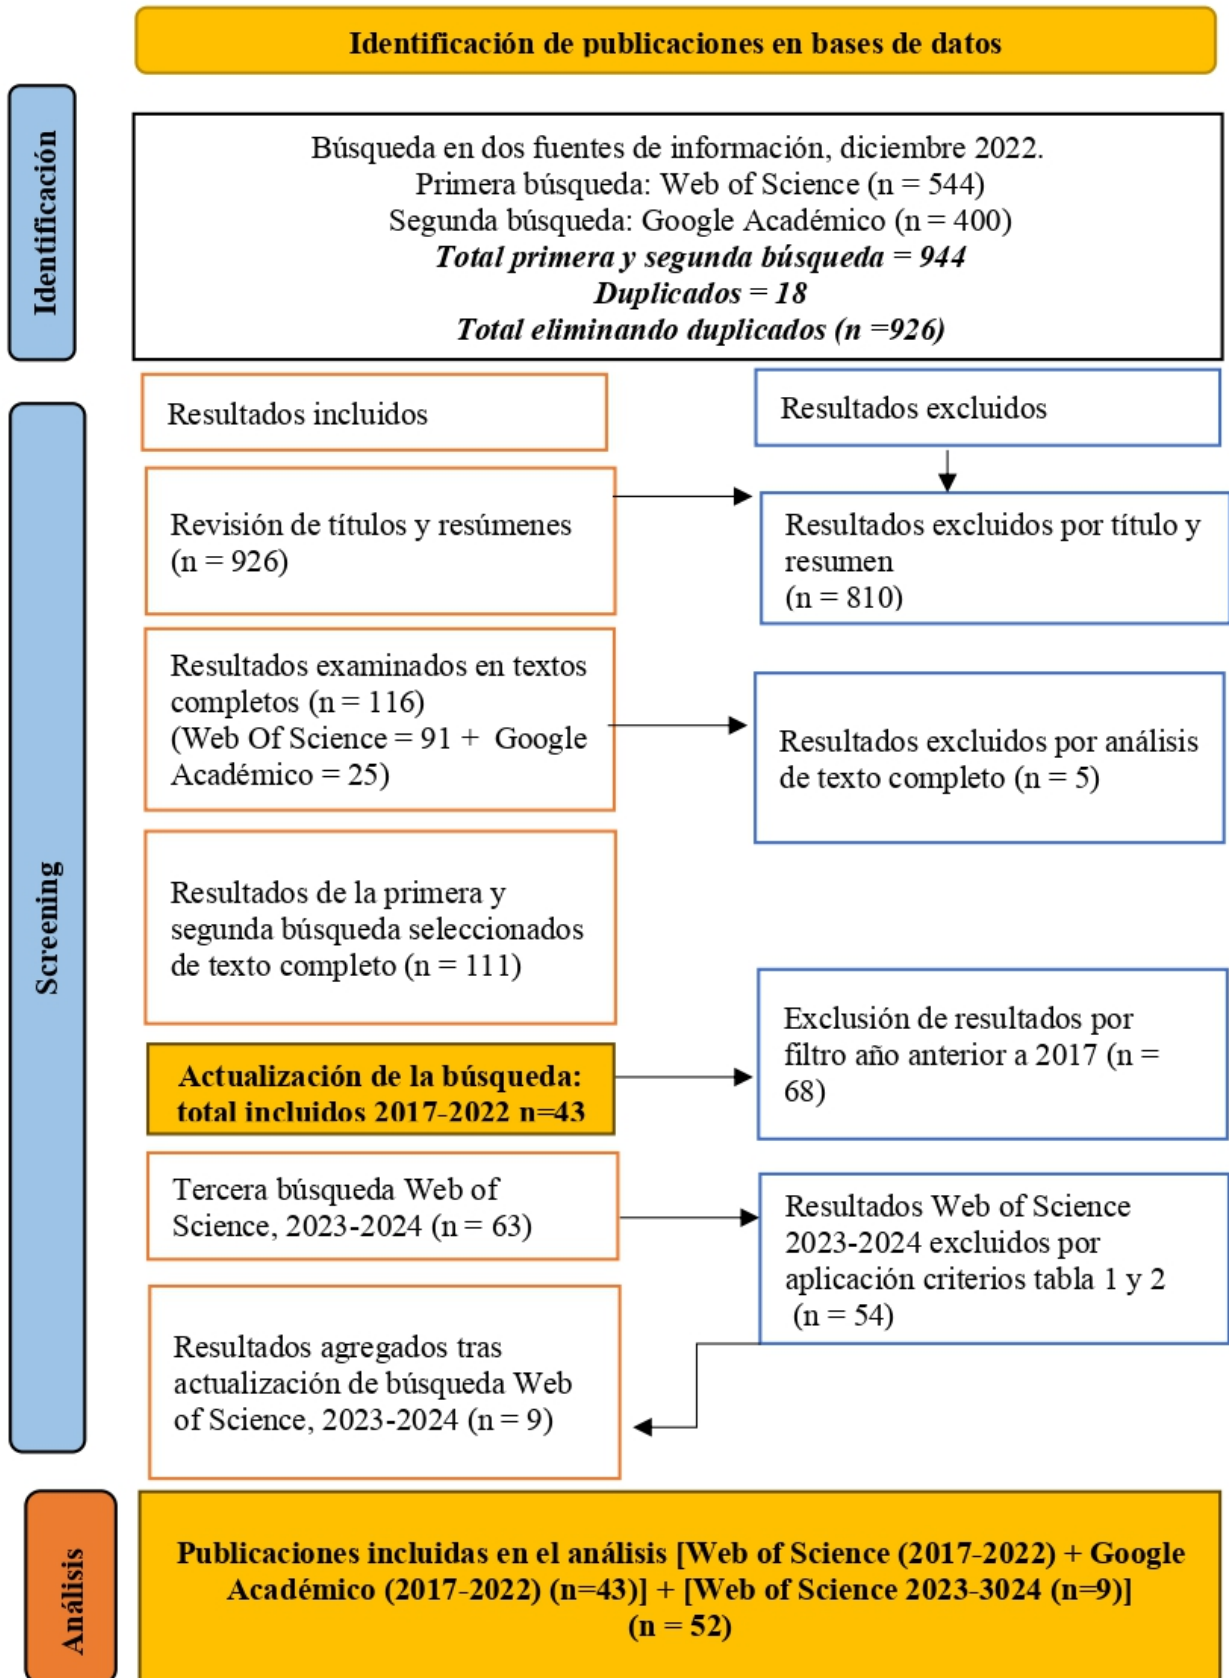 Identificación de publicaciones en bases de datos
Identificación
Búsqueda en dos fuentes de información, diciembre 2022.
Primera búsqueda: Web of Science (n = 544)
Segunda búsqueda: Google Académico (n = 400)
Total primera y segunda búsqueda = 944
Duplicados = 18
Total eliminando duplicados (n =926)
Screening
Resultados incluidos
Resultados excluidos
Revisión de títulos y resúmenes
(n = 926)
Resultados excluidos por título y
resumen
(n = 810)
Resultados examinados en textos
completos (n = 116)
(Web Of Science = 91 + Google
Académico = 25)
Resultados excluidos por análisis
de texto completo (n = 5)
Resultados de la primera y
segunda búsqueda seleccionados
de texto completo (n = 111)
Exclusión de resultados por
filtro año anterior a 2017 (n =
68)
Actualización de la búsqueda:
total incluidos 2017-2022 n=43
Tercera búsqueda Web of
Science, 2023-2024 (n = 63)
Resultados Web of Science
2023-2024 excluidos por
aplicación criterios tabla 1 y 2
(n = 54)
Resultados agregados tras
actualización de búsqueda Web
of Science, 2023-2024 (n = 9)
Análisis
Publicaciones incluidas en el análisis [Web of Science (2017-2022) + Google
Académico (2017-2022) (n=43)] + [Web of Science 2023-3024 (n=9)]
(n = 52)